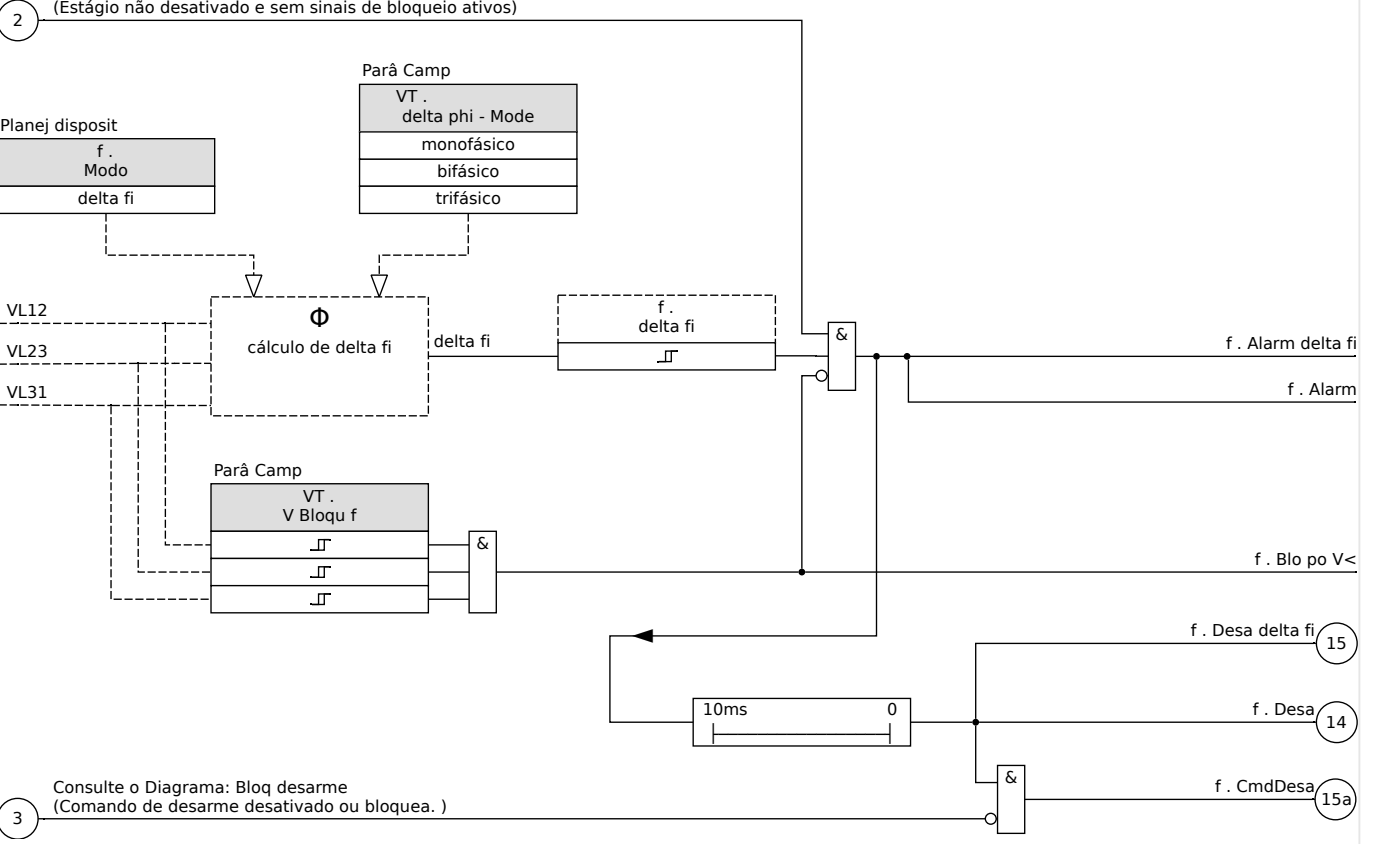 (Estágio não desativado e sem sinais de bloqueio ativos)
2
Parâ Camp
VT .
delta phi - Mode
monofásico
bifásico
trifásico
Planej disposit
f .
Modo
delta fi
VL12
VL23
VL31
Φ
cálculo de delta fi
delta fi
f .
delta fi
&
f . Alarm delta fi
f . Alarm
Parâ Camp
VT .
V Bloqu f
&
f . Blo po V<
f . Desa delta fi
15
10ms 0
f . Desa
14
&
f . CmdDesa
15a
Consulte o Diagrama: Bloq desarme
(Comando de desarme desativado ou bloquea. )
3